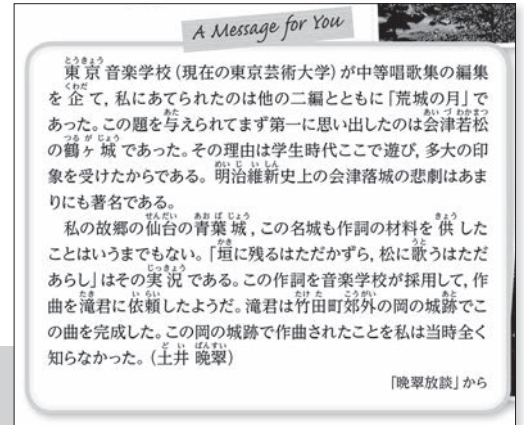 A Message for You
東京音楽学校(現在の東京芸術大学)が中等唱歌集の編集
を企て,私にあてられたのは他の二編とともに「荒城の月」で
あった。この題を与えられてまず第一に思い出したのは会津若松
の鶴ヶ城であった。その理由は学生時代ここで遊び,多大の印
象を受けたからである。明治維新史上の会津落城の悲劇はあま
りにも著名である。
私の故郷の仙台の青葉城,この名城も作詞の材料を供した
ことはいうまでもない。「垣に残るはただかずら,松に歌うはただ
あらし」はその実況である。この作詞を音楽学校が採用して,作
曲を滝君に依頼したようだ。滝君は竹田町郊外の岡の城跡でこ
の曲を完成した。この岡の城跡で作曲されたことを私は当時全く
知らなかった。(土井 晩翠)
「晩翠放談」から